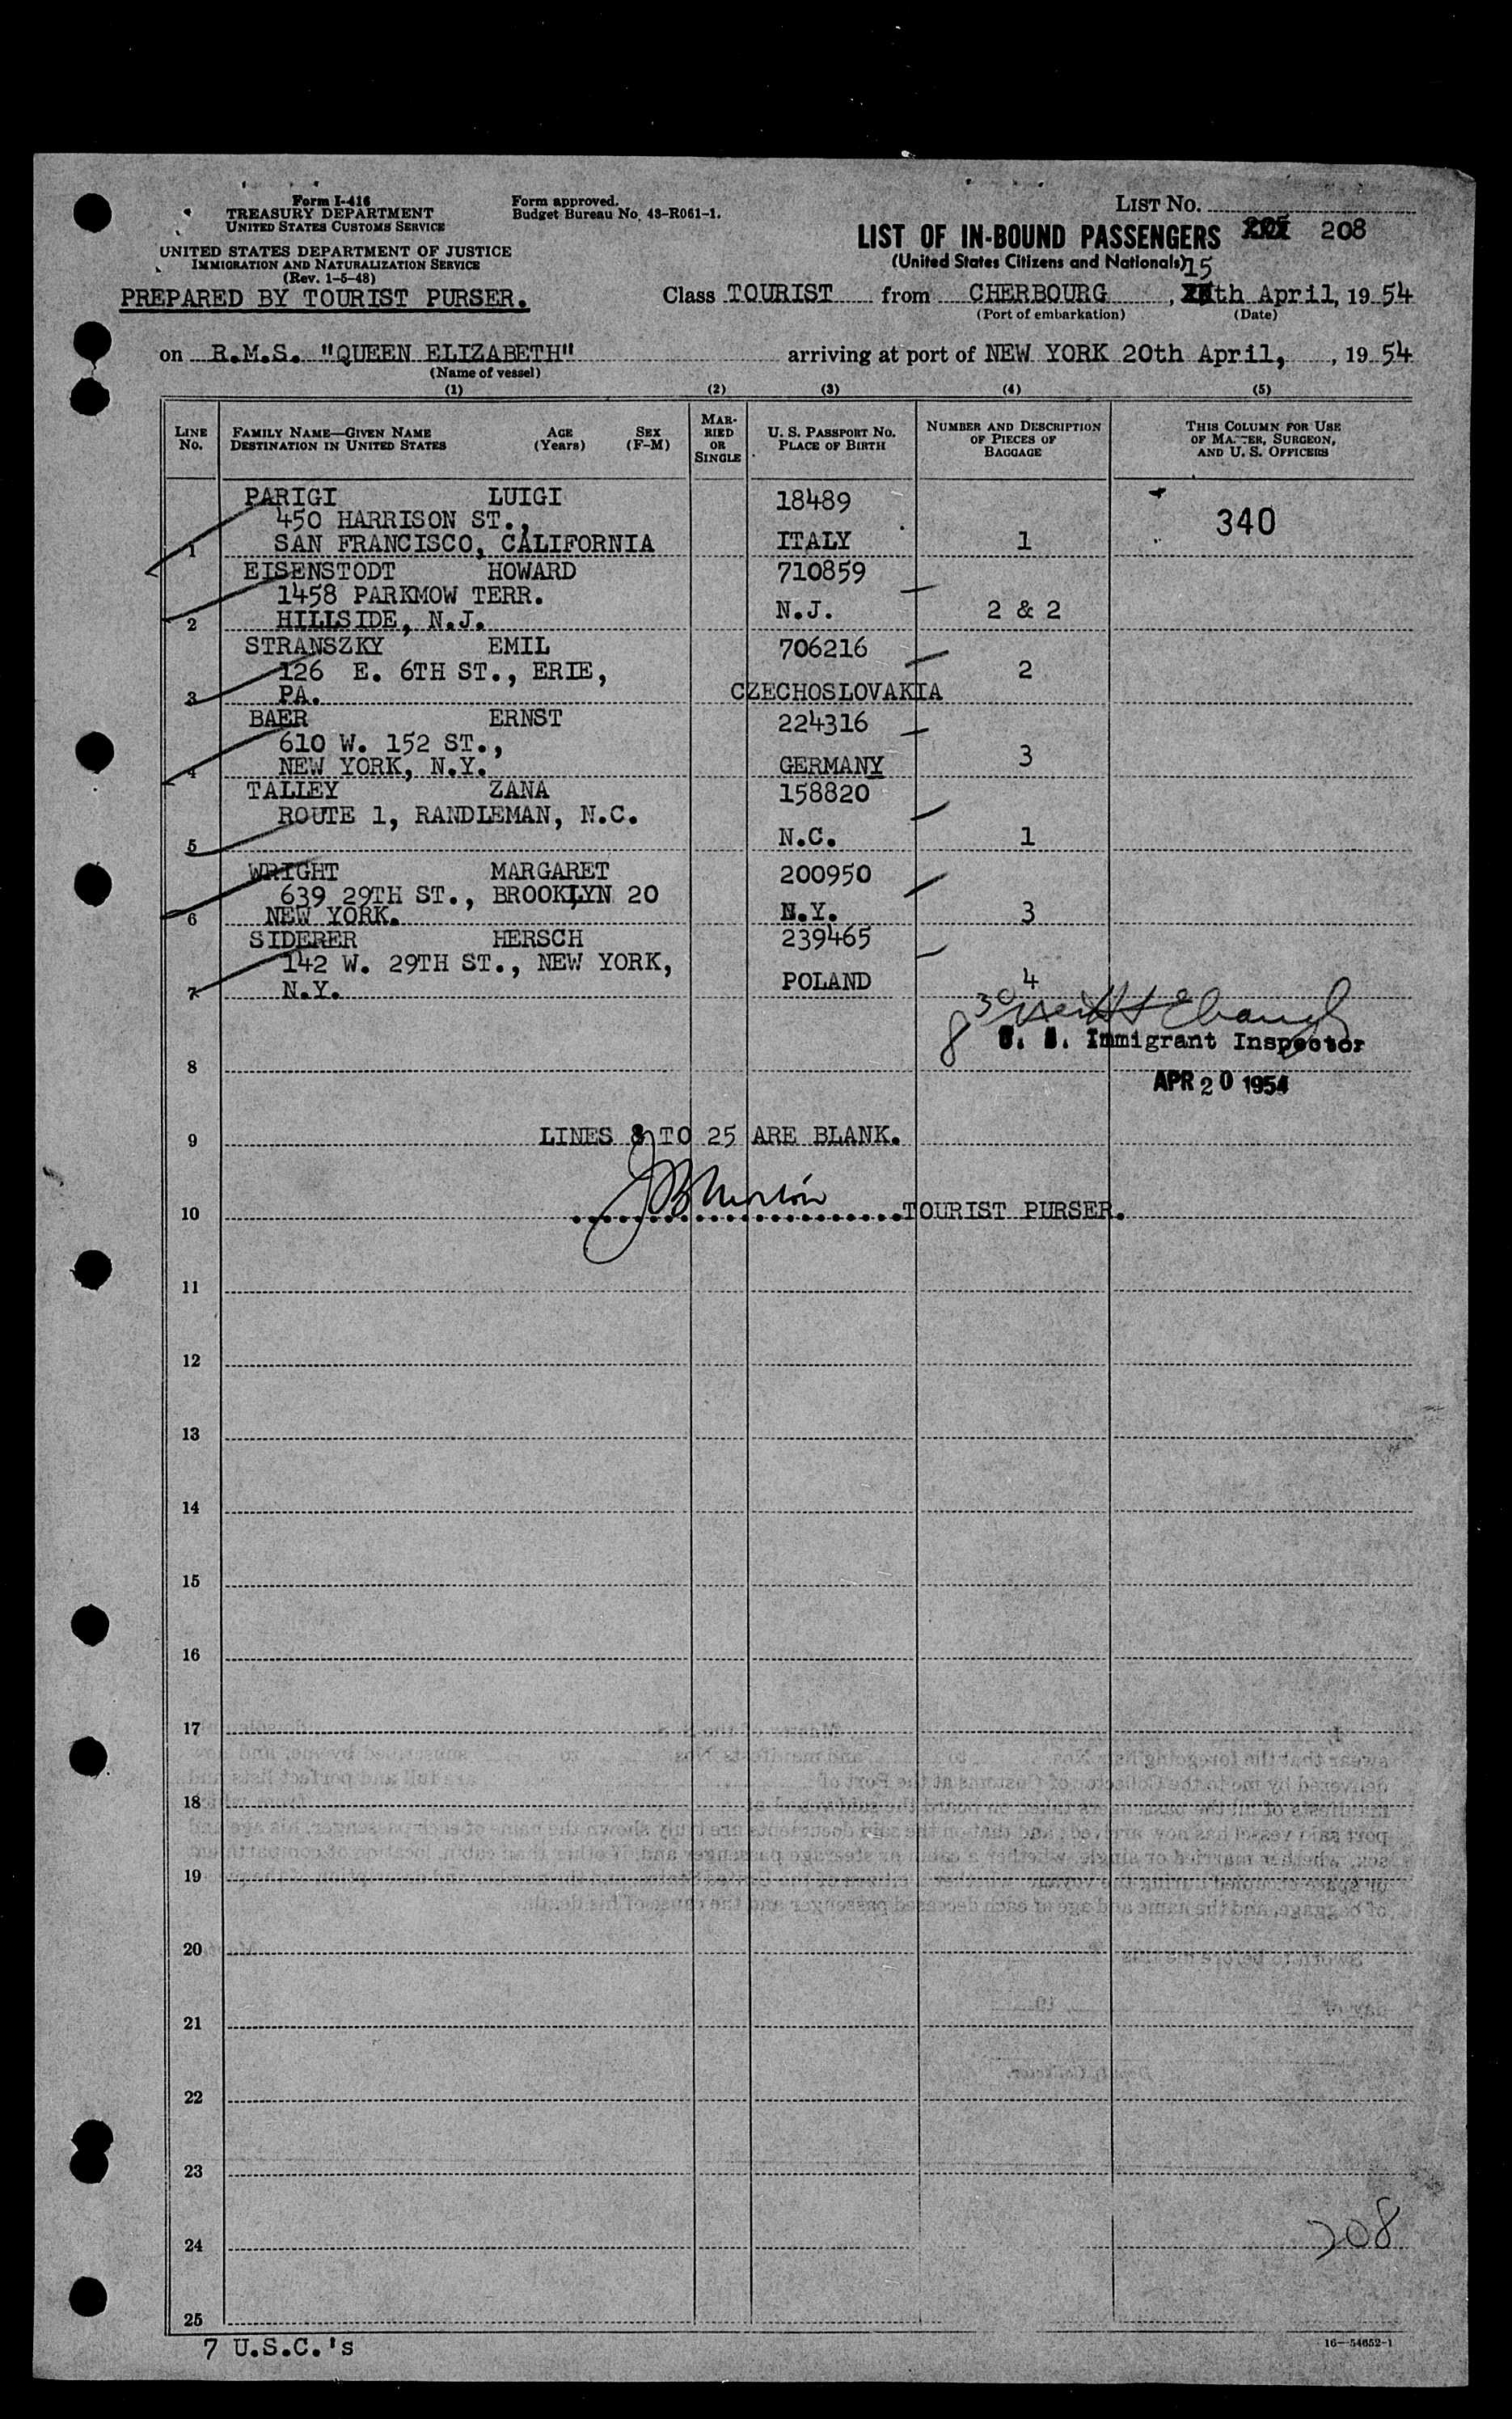 Form I-416
TREASURY DEPARTMENT
UNITED STATES CUSTOMS SERVICE
UNITED STATES DEPARTMENT OF JUSTICE
IMMIGRATION AND NATURALIZATION SERVICE
(Rev. 1-5-48)
PREPARED BY TOURIST PURSER.
Form approved.
Budget Bureau No. 43-R061-1.
LIST NO.
LIST OF IN-BOUND PASSENGERS 208
(United States Citizens and Nationals)
Class TOURIST from CHERBOURG, 15th April, 1954
(Port of embarkation) (Date)
on R.M.S. "QUEEN ELIZABETH" arriving at port of NEW YORK 20th April, , 1954
(Name of vessel)
(1) (2) (3) (4) (5)
LINE No.
FAMILY NAME—GIVEN NAME AGE SEX
DESTINATION IN UNITED STATES (Years) (F-M)
MARRIED OR SINGLE
U. S. PASSPORT NO.
PLACE OF BIRTH
NUMBER AND DESCRIPTION
OF PIECES OF
BAGGAGE
THIS COLUMN FOR USE
OF MASTER, SURGEON,
AND U. S. OFFICERS
PARIGI LUIGI 18489 340
450 HARRISON ST.,
1 SAN FRANCISCO, CALIFORNIA ITALY 1
EISENSTODT HOWARD 710859
1458 PARKMOW TERR.
2 HILLSIDE, N.J. N.J. 2 & 2
STRANSZKY EMIL 706216
126 E. 6TH ST., ERIE, 2
3 PA. CZECHOSLOVAKIA
BAER ERNST 224316
610 W. 152 ST., 3
4 NEW YORK, N.Y. GERMANY
TALLEY ZANA 158820
ROUTE 1, RANDLEMAN, N.C.
5 N.C. 1
WRIGHT MARGARET 200950
639 29TH ST., BROOKLYN 20
6 NEW YORK. N.Y. 3
SIDERER HERSCH 239465
142 W. 29TH ST., NEW YORK,
7 N.Y. POLAND 4
U. S. Immigrant Inspector
8
APR 20 1954
9 LINES 8 TO 25 ARE BLANK.
10 TOURIST PURSER.
11
12
13
14
15
16
17
18
19
20
21
22
23
24 208
25
7 U.S.C.'s
16—54652-1